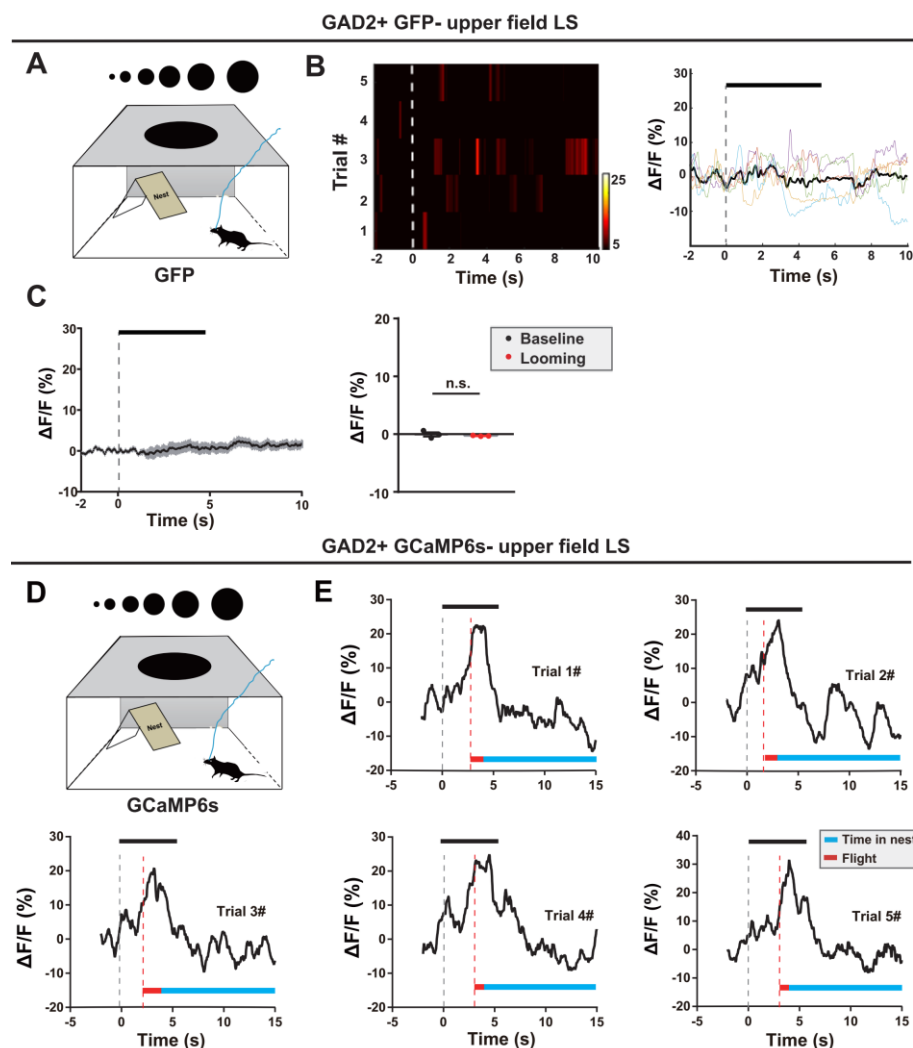 GAD2+ GFP- upper field LS
A
Nest
GFP
B
Trial #
5
4
3
2
1
-2 0 2 4 6 8 10
Time (s)
25
5
ΔF/F (%)
30
20
10
0
-10
-2 0 2 4 6 8 10
Time (s)
C
ΔF/F (%)
30
20
10
0
-10
-2 0 5 10
Time (s)
ΔF/F (%)
20
10
0
-10
Baseline
Looming
n.s.
GAD2+ GCaMP6s- upper field LS
D
Nest
GCaMP6s
E
ΔF/F (%)
30
20
10
0
-10
-20
-5 0 5 10 15
Trial 1#
ΔF/F (%)
30
20
10
0
-10
-20
-5 0 5 10 15
Trial 2#
ΔF/F (%)
30
20
10
0
-10
-20
-5 0 5 10 15
Time (s)
Trial 3#
ΔF/F (%)
30
20
10
0
-10
-20
-5 0 5 10 15
Time (s)
Trial 4#
ΔF/F (%)
40
30
20
10
0
-10
-20
-5 0 5 10 15
Time (s)
Trial 5#
Time in nest
Flight